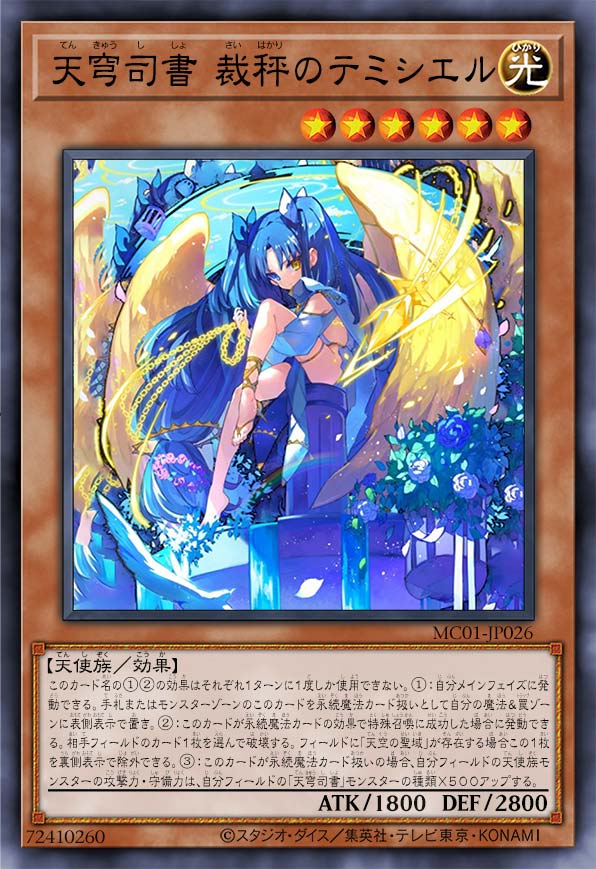 天穹司書 裁秤のテミシエル 光
MC01-JP026
【天使族／効果】
このカード名の①②の効果はそれぞれ1ターンに1度しか使用できない。①：自分メインフェイズに発
動できる。手札またはモンスターゾーンのこのカードを永続魔法カード扱いとして自分の魔法&罠ゾー
ンに表側表示で置き。②：このカードが永続魔法カードの効果で特殊召喚に成功した場合に発動でき
る。相手フィールドのカード1枚を選んで破壊する。フィールドに「天空の聖域」が存在する場合この1枚
を裏側表示で除外できる。③：このカードが永続魔法カード扱いの場合、自分フィールドの天使族モ
ンスターの攻撃力・守備力は、自分フィールドの「天穹司書」モンスターの種類×500アップする。
ATK/1800 DEF/2800
72410260 ©スタジオ・ダイス／集英社・テレビ東京・KONAMI